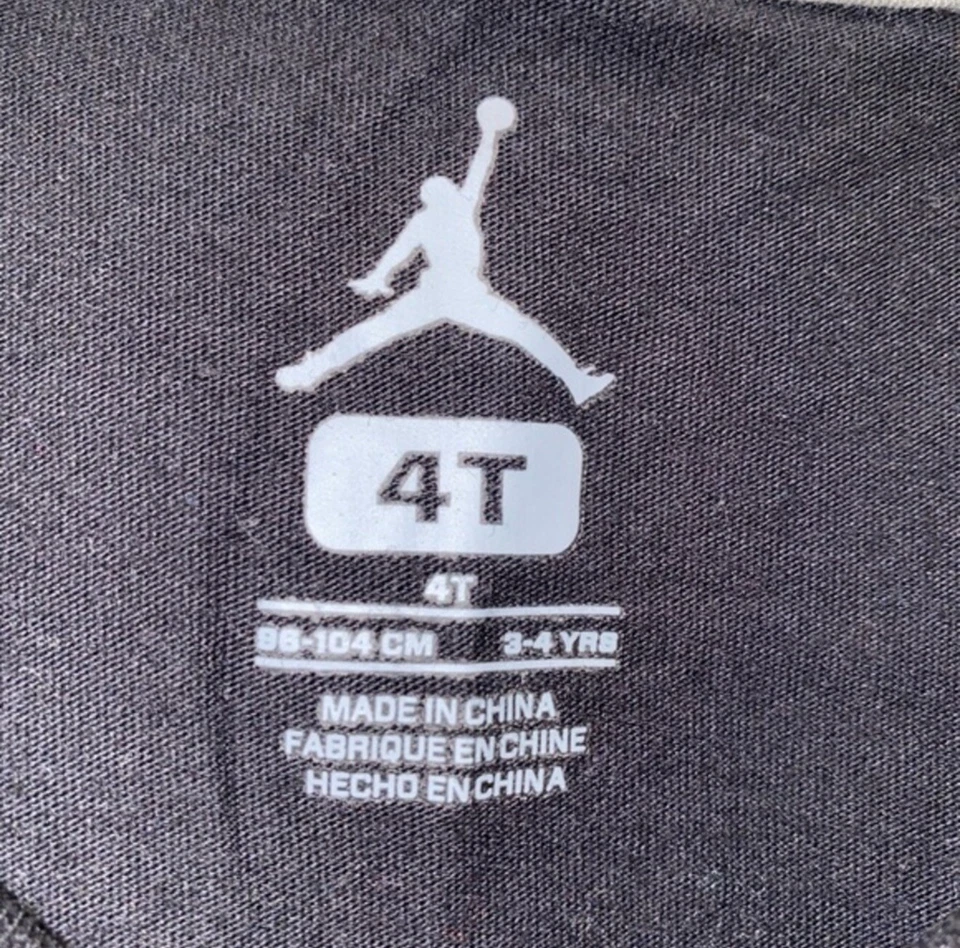 4T
4T
96-104 CM 3-4 YRS
MADE IN CHINA
FABRIQUE EN CHINE
HECHO EN CHINA